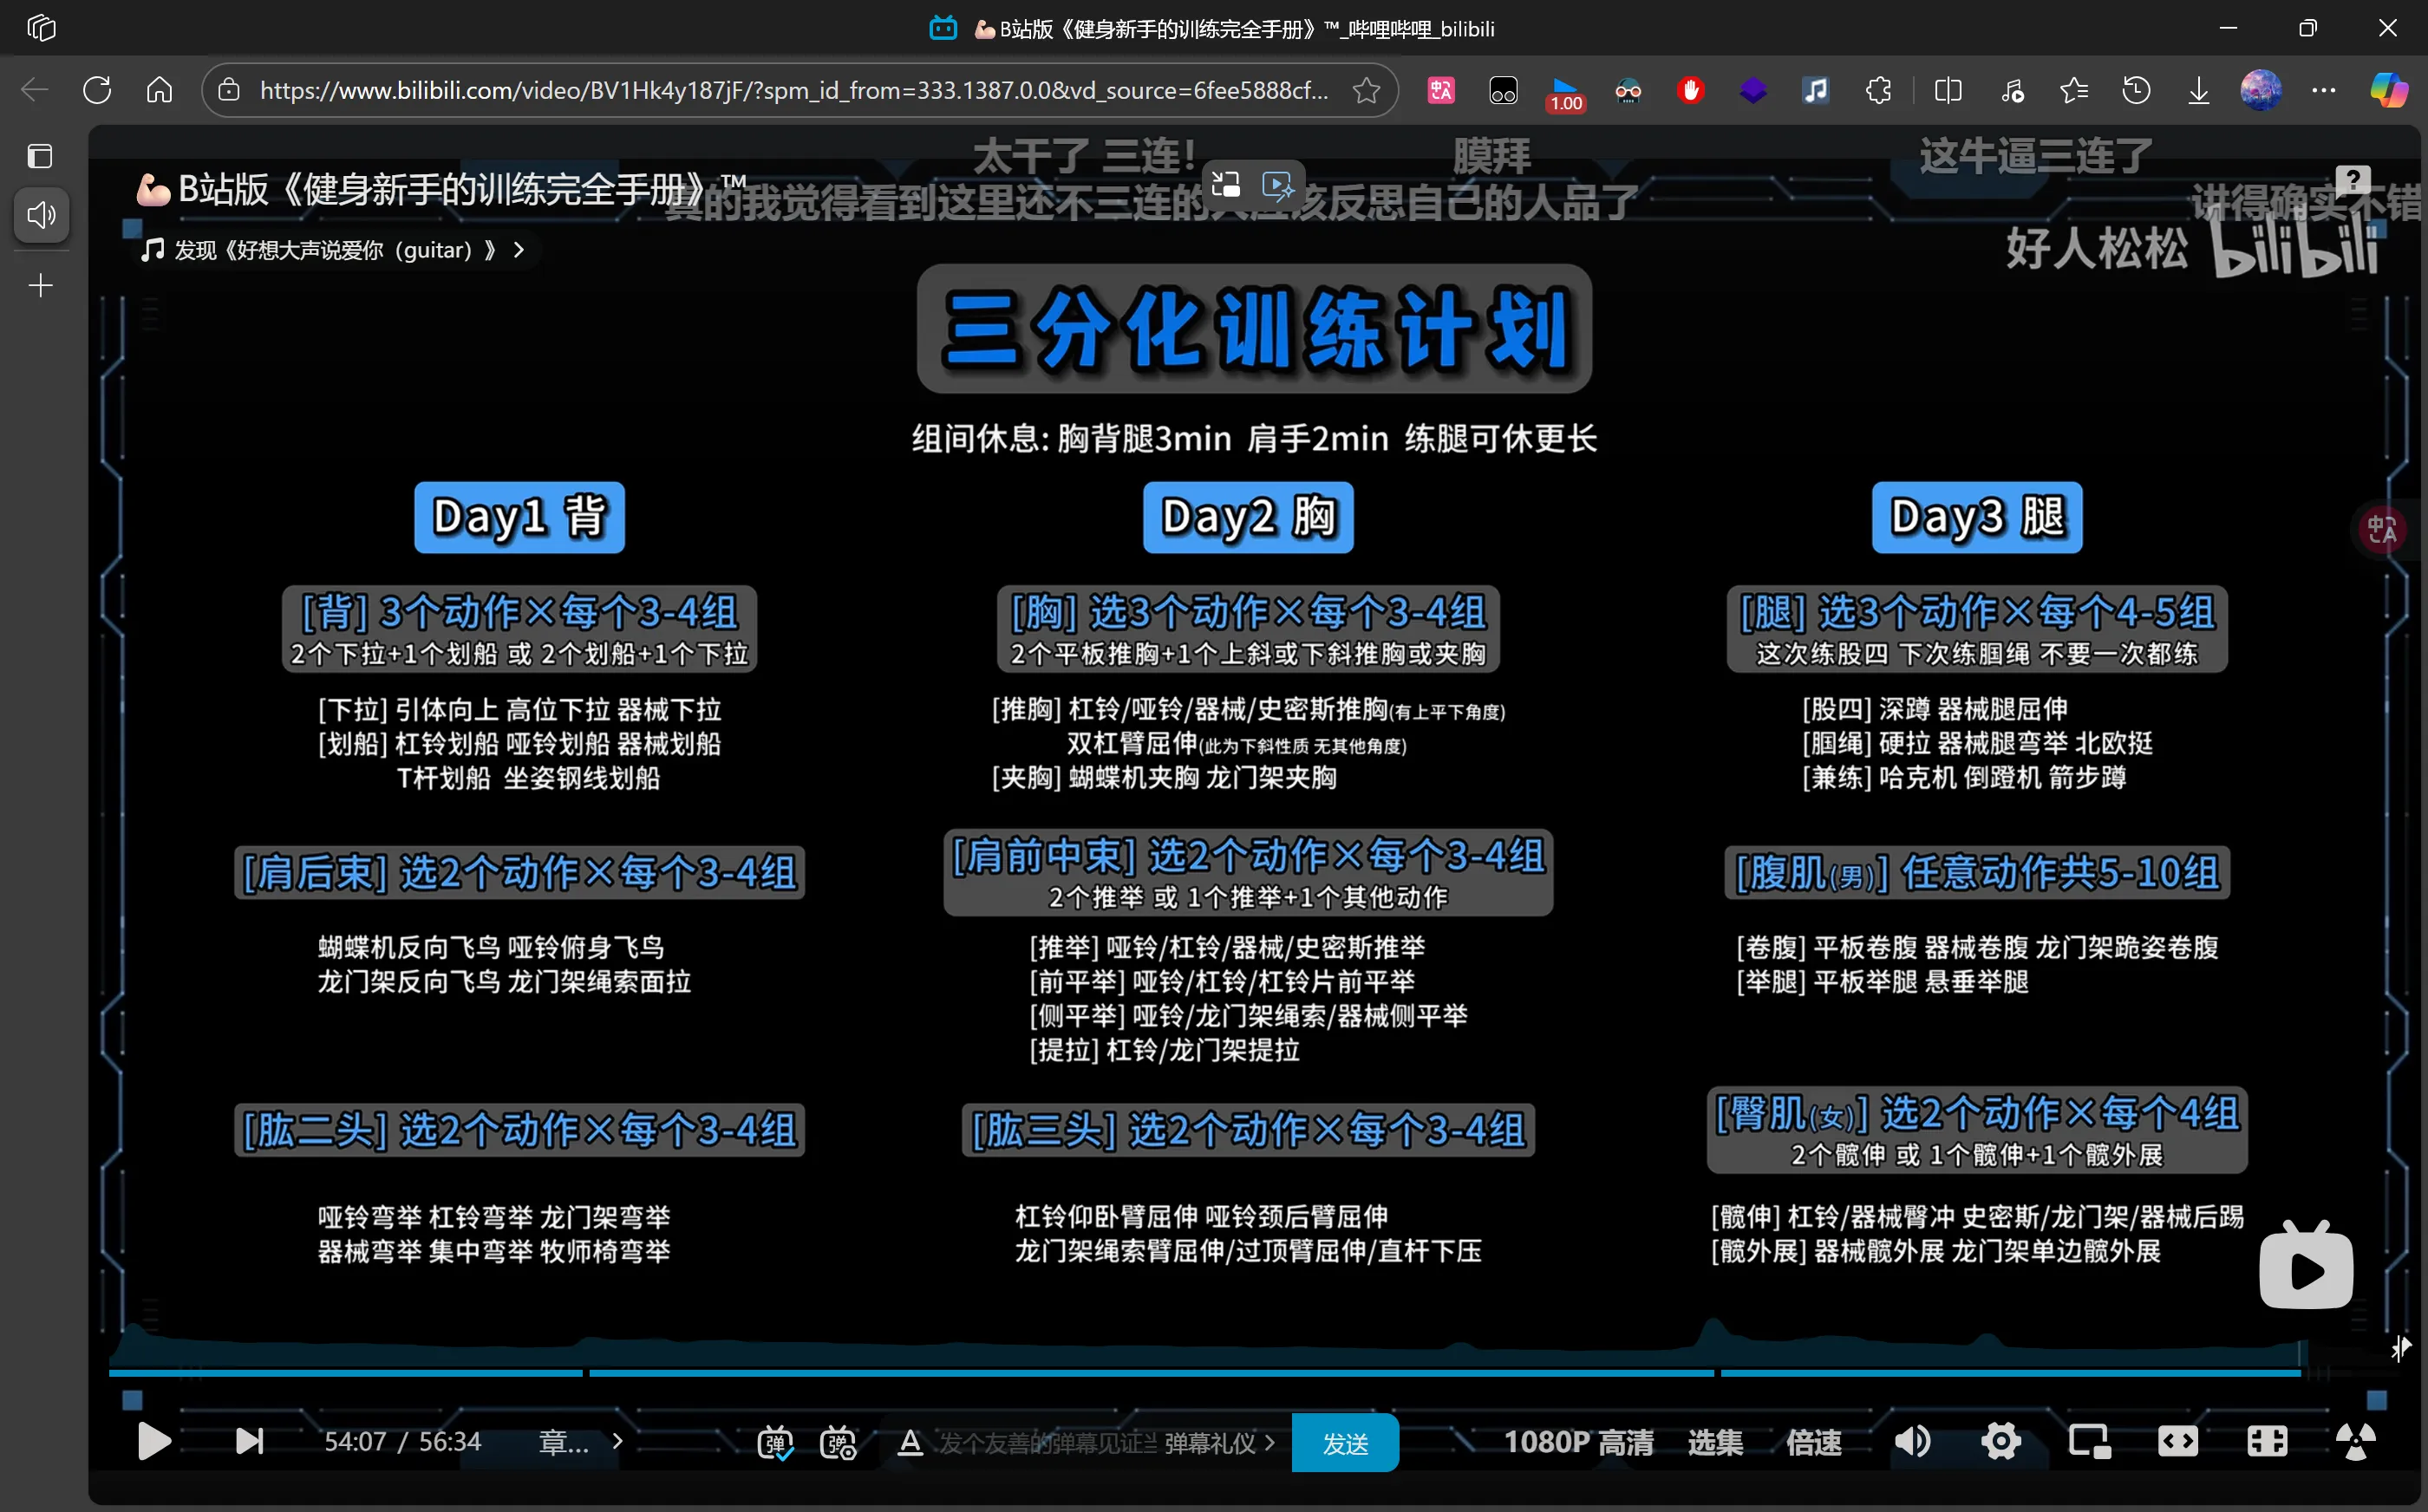 💪🏻B站版《健身新手的训练完全手册》™_哔哩哔哩_bilibili
https://www.bilibili.com/video/BV1Hk4y187jF/?spm_id_from=333.1387.0.0&vd_source=6fee5888cf...
1.00
太干了 三连！
膜拜
这牛逼三连了
💪🏻B站版《健身新手的训练完全手册》™
真的我觉得看到这里还不三连的
该反思自己的人品了
讲得确实不错
发现《好想大声说爱你（guitar）》 >
好人松松 bilibili
三分化训练计划
组间休息: 胸背腿3min 肩手2min 练腿可休更长
Day1 背
[背] 3个动作×每个3-4组
2个下拉+1个划船 或 2个划船+1个下拉
[下拉] 引体向上 高位下拉 器械下拉
[划船] 杠铃划船 哑铃划船 器械划船
T杆划船 坐姿钢线划船
[肩后束] 选2个动作×每个3-4组
蝴蝶机反向飞鸟 哑铃俯身飞鸟
龙门架反向飞鸟 龙门架绳索面拉
[肱二头] 选2个动作×每个3-4组
哑铃弯举 杠铃弯举 龙门架弯举
器械弯举 集中弯举 牧师椅弯举
Day2 胸
[胸] 选3个动作×每个3-4组
2个平板推胸+1个上斜或下斜推胸或夹胸
[推胸] 杠铃/哑铃/器械/史密斯推胸(有上平下角度)
双杠臂屈伸(此为下斜性质 无其他角度)
[夹胸] 蝴蝶机夹胸 龙门架夹胸
[肩前中束] 选2个动作×每个3-4组
2个推举 或 1个推举+1个其他动作
[推举] 哑铃/杠铃/器械/史密斯推举
[前平举] 哑铃/杠铃/杠铃片前平举
[侧平举] 哑铃/龙门架绳索/器械侧平举
[提拉] 杠铃/龙门架提拉
[肱三头] 选2个动作×每个3-4组
杠铃仰卧臂屈伸 哑铃颈后臂屈伸
龙门架绳索臂屈伸/过顶臂屈伸/直杆下压
Day3 腿
[腿] 选3个动作×每个4-5组
这次练股四 下次练腘绳 不要一次都练
[股四] 深蹲 器械腿屈伸
[腘绳] 硬拉 器械腿弯举 北欧挺
[兼练] 哈克机 倒蹬机 箭步蹲
[腹肌(男)] 任意动作共5-10组
[卷腹] 平板卷腹 器械卷腹 龙门架跪姿卷腹
[举腿] 平板举腿 悬垂举腿
[臀肌(女)] 选2个动作×每个4组
2个髋伸 或 1个髋伸+1个髋外展
[髋伸] 杠铃/器械臀冲 史密斯/龙门架/器械后踢
[髋外展] 器械髋外展 龙门架单边髋外展
54:07 / 56:34
章... >
发个友善的弹幕见证当
弹幕礼仪 >
发送
1080P 高清
选集
倍速